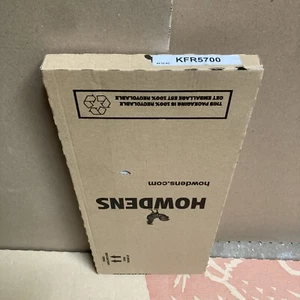 KFR5700
THIS PACKAGING IS 100% RECYCLABLE
CET EMBALLAGE EST 100% RECYCLABLE
howdens.com
HOWDENS